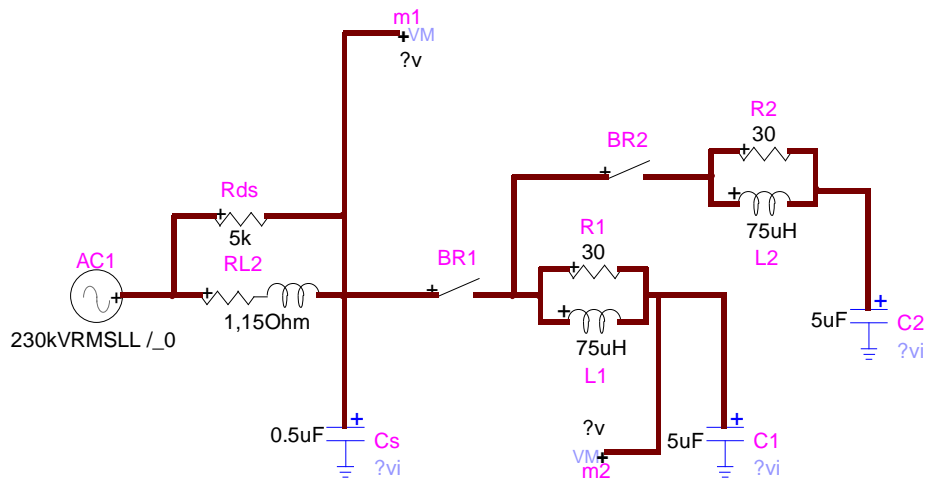 m1
VM
?v
R2
30
BR2
Rds
5k
75uH
L2
R1
30
AC1
RL2
BR1
230kVRMSLL /_0
1,15Ohm
75uH
L1
5uF
C2
?vi
0.5uF
Cs
?vi
?v
VM
m2
5uF
C1
?vi